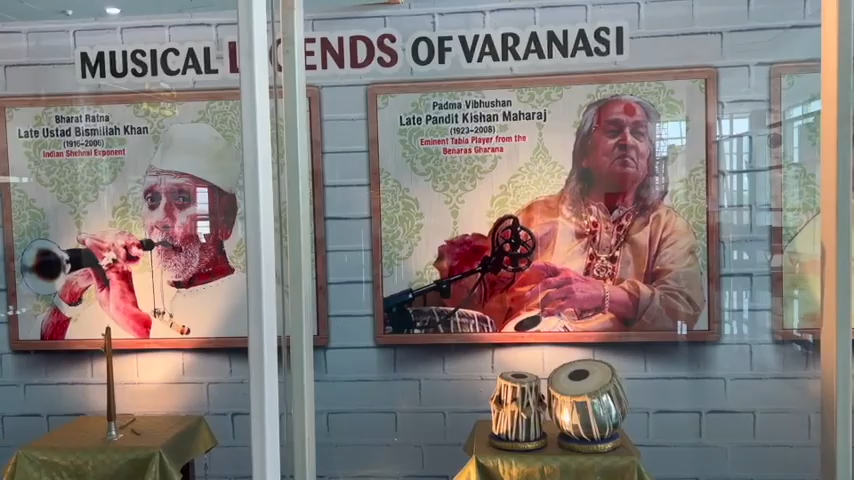 MUSICAL LEGENDS OF VARANASI
Bharat Ratna
Late Ustad Bismillah Khan
(1916-2006)
Indian Shehnai Exponent
Padma Vibhushan
Late Pandit Kishan Maharaj
(1923-2008)
Eminent Tabla Player from the
Benaras Gharana